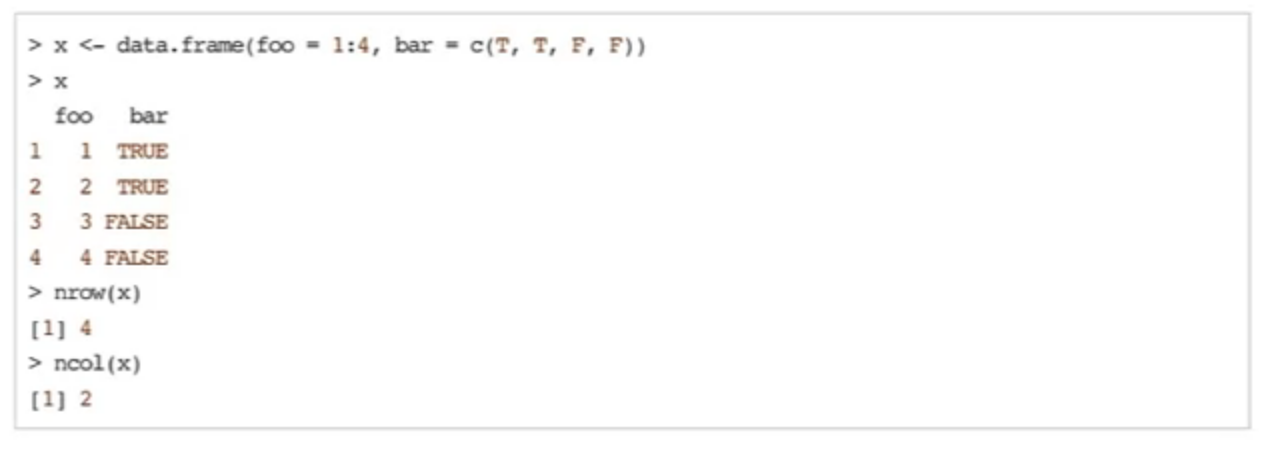 > x <- data.frame(foo = 1:4, bar = c(T, T, F, F))
> x
  foo   bar
1   1  TRUE
2   2  TRUE
3   3 FALSE
4   4 FALSE
> nrow(x)
[1] 4
> ncol(x)
[1] 2